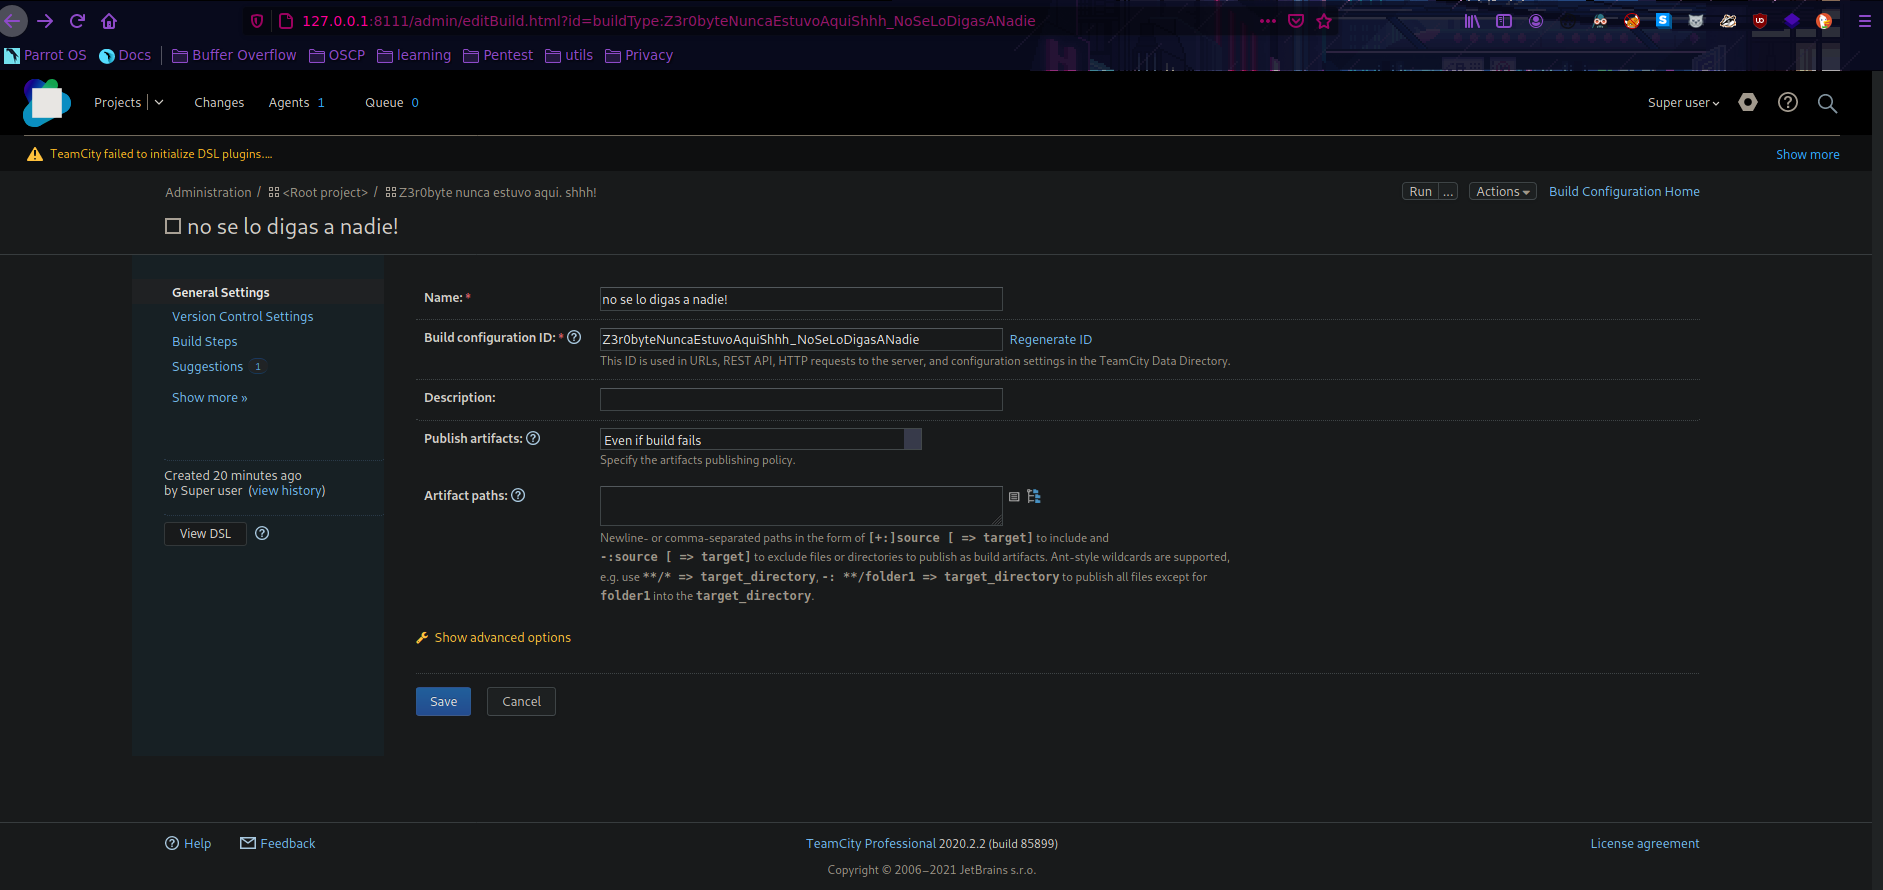 127.0.0.1:8111/admin/editBuild.html?id=buildType:Z3r0byteNuncaEstuvoAquiShhh_NoSeLoDigasANadie
Parrot OS Docs Buffer Overflow OSCP learning Pentest utils Privacy
Projects Changes Agents 1 Queue 0 Super user
TeamCity failed to initialize DSL plugins.... Show more
Administration / <Root project> / Z3r0byte nunca estuvo aqui. shhh! Run ... Actions Build Configuration Home
no se lo digas a nadie!
General Settings
Version Control Settings
Build Steps
Suggestions 1
Show more »
Created 20 minutes ago
by Super user (view history)
View DSL
Name: * no se lo digas a nadie!
Build configuration ID: * Z3r0byteNuncaEstuvoAquiShhh_NoSeLoDigasANadie Regenerate ID
This ID is used in URLs, REST API, HTTP requests to the server, and configuration settings in the TeamCity Data Directory.
Description:
Publish artifacts: Even if build fails
Specify the artifacts publishing policy.
Artifact paths:
Newline- or comma-separated paths in the form of [+:]source [ => target] to include and
-:source [ => target] to exclude files or directories to publish as build artifacts. Ant-style wildcards are supported,
e.g. use **/* => target_directory, -: **/folder1 => target_directory to publish all files except for
folder1 into the target_directory.
Show advanced options
Save Cancel
Help Feedback TeamCity Professional 2020.2.2 (build 85899) License agreement
Copyright © 2006–2021 JetBrains s.r.o.